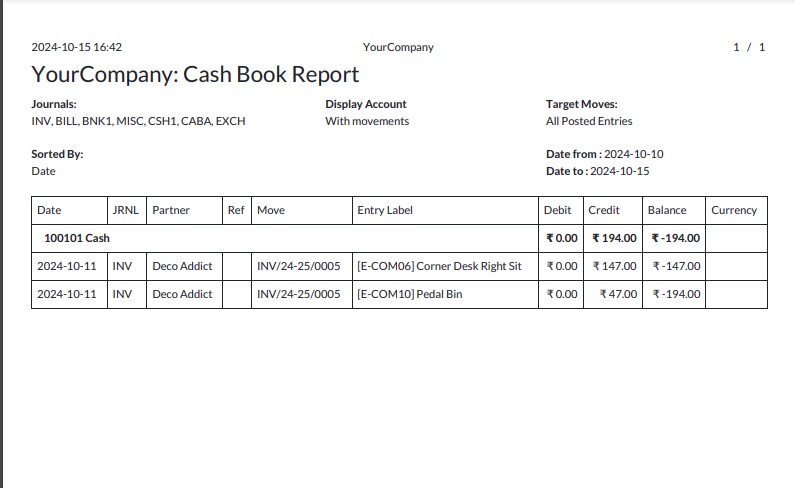 2024-10-15 16:42 YourCompany 1 / 1
YourCompany: Cash Book Report
Journals: Display Account Target Moves:
INV, BILL, BNK1, MISC, CSH1, CABA, EXCH With movements All Posted Entries
Sorted By: Date from : 2024-10-10
Date Date to : 2024-10-15
Date JRNL Partner Ref Move Entry Label Debit Credit Balance Currency
100101 Cash ₹ 0.00 ₹ 194.00 ₹ -194.00
2024-10-11 INV Deco Addict INV/24-25/0005 [E-COM06] Corner Desk Right Sit ₹ 0.00 ₹ 147.00 ₹ -147.00
2024-10-11 INV Deco Addict INV/24-25/0005 [E-COM10] Pedal Bin ₹ 0.00 ₹ 47.00 ₹ -194.00